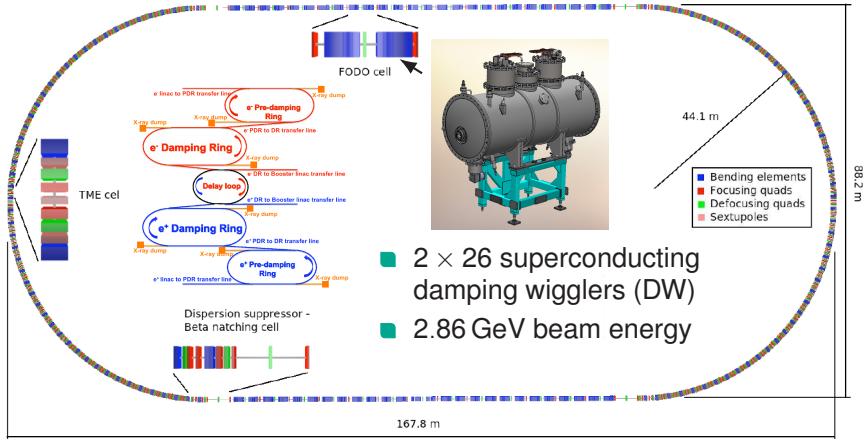 FODO cell
44.1 m
88.2 m
e- linac to PDR transfer line
X-ray dump
e- Pre-damping
Ring
X-ray dump
X-ray dump
e- PDR to DR transfer line
e- Damping Ring
X-ray dump
e- DR to Booster linac transfer line
Delay loop
e+ DR to Booster linac transfer line
X-ray dump
e+ Damping Ring
e+ PDR to DR transfer line
X-ray dump
X-ray dump
e+ Pre-damping
Ring
e+ linac to PDR transfer line
X-ray dump
TME cel
Bending elements
Focusing quads
Defocusing quads
Sextupoles
2 × 26 superconducting
damping wigglers (DW)
2.86 GeV beam energy
Dispersion suppressor -
Beta natching cell
167.8 m